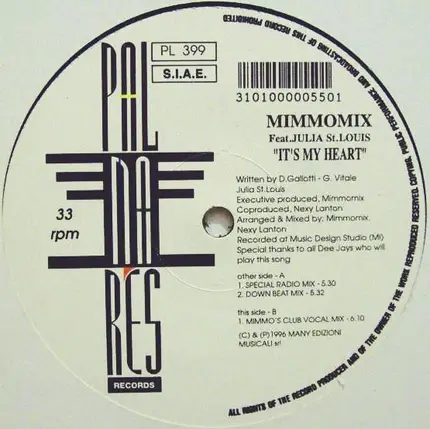 PL 399
S.I.A.E.
3101000005501
PAL
MA
RES
RECORDS
33
rpm
MIMMOMIX
Feat.JULIA St.LOUIS
"IT'S MY HEART"
Written by D.Gallotti - G. Vitale
Julia St.Louis
Executive produced, Mimmomix
Coproduced, Nexy Lanton
Arranged & Mixed by; Mimmomix.
Nexy Lanton
Recorded at Music Design Studio (MI)
Special thanks to all Dee Jays who will
play this song
other side - A
1. SPECIAL RADIO MIX - 5.30
2. DOWN BEAT MIX - 5.32
this side - B
1. MIMMO'S CLUB VOCAL MIX - 6.10
(C) & (P)1996 MANY EDIZIONI
MUSICALI srl
ALL RIGHTS OF THE RECORD PRODUCER AND OF THE OWNER OF THE WORK REPRODUCED RESERVED. COPYING, PUBLIC PERFORMANCE AND BROADCASTING OF THIS RECORD PROHIBITED